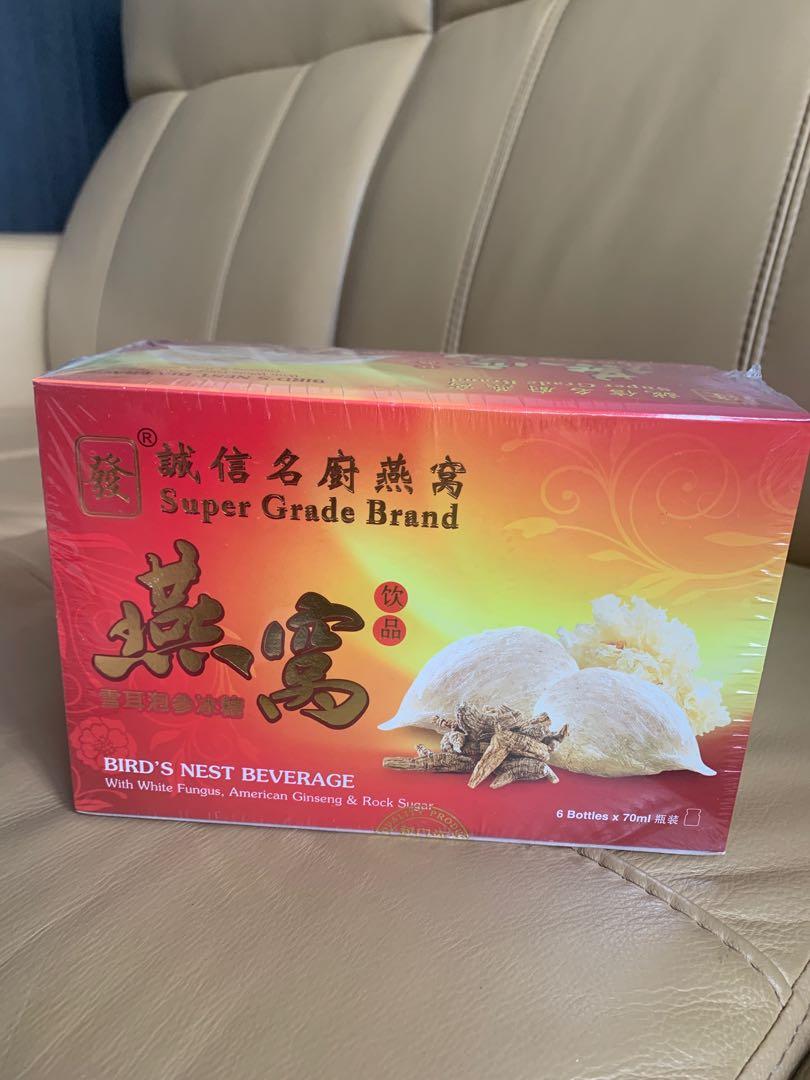 發
®
誠信名廚燕窩
Super Grade Brand
燕窩
饮品
雪耳泡參冰糖
BIRD'S NEST BEVERAGE
With White Fungus, American Ginseng & Rock Sugar
6 Bottles x 70ml 瓶装